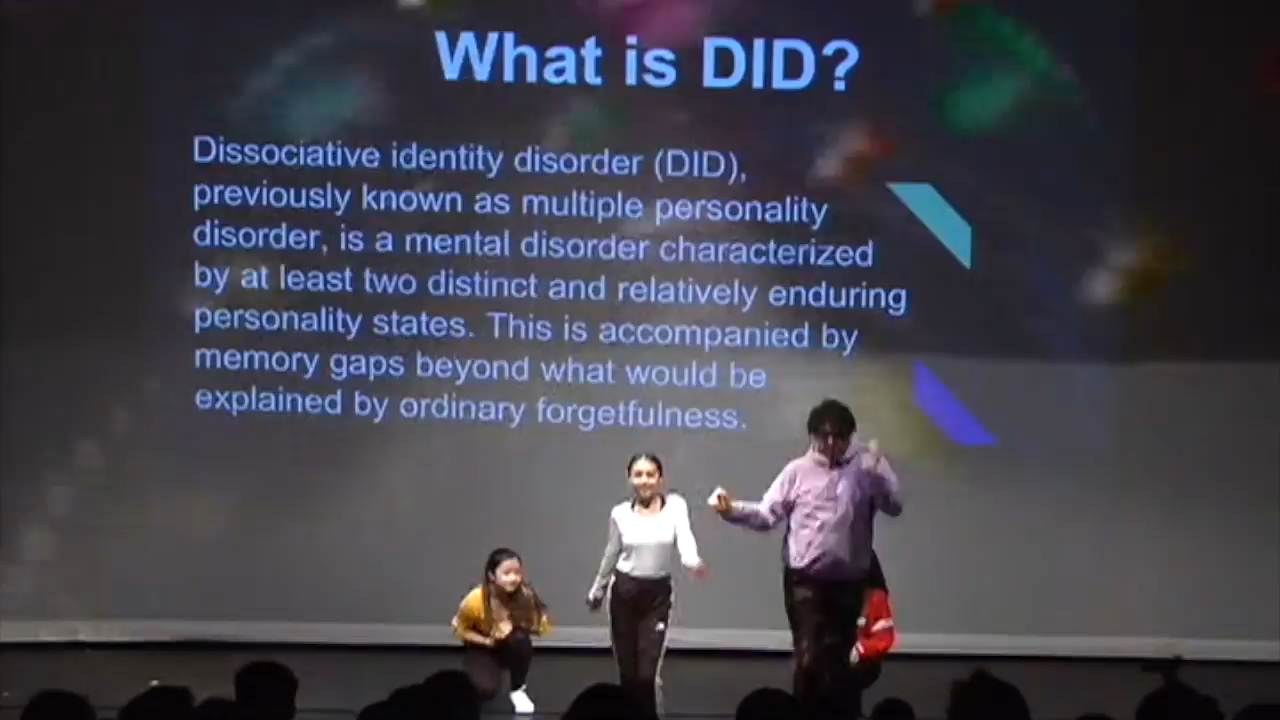 What is DID?
Dissociative identity disorder (DID),
previously known as multiple personality
disorder, is a mental disorder characterized
by at least two distinct and relatively enduring
personality states. This is accompanied by
memory gaps beyond what would be
explained by ordinary forgetfulness.